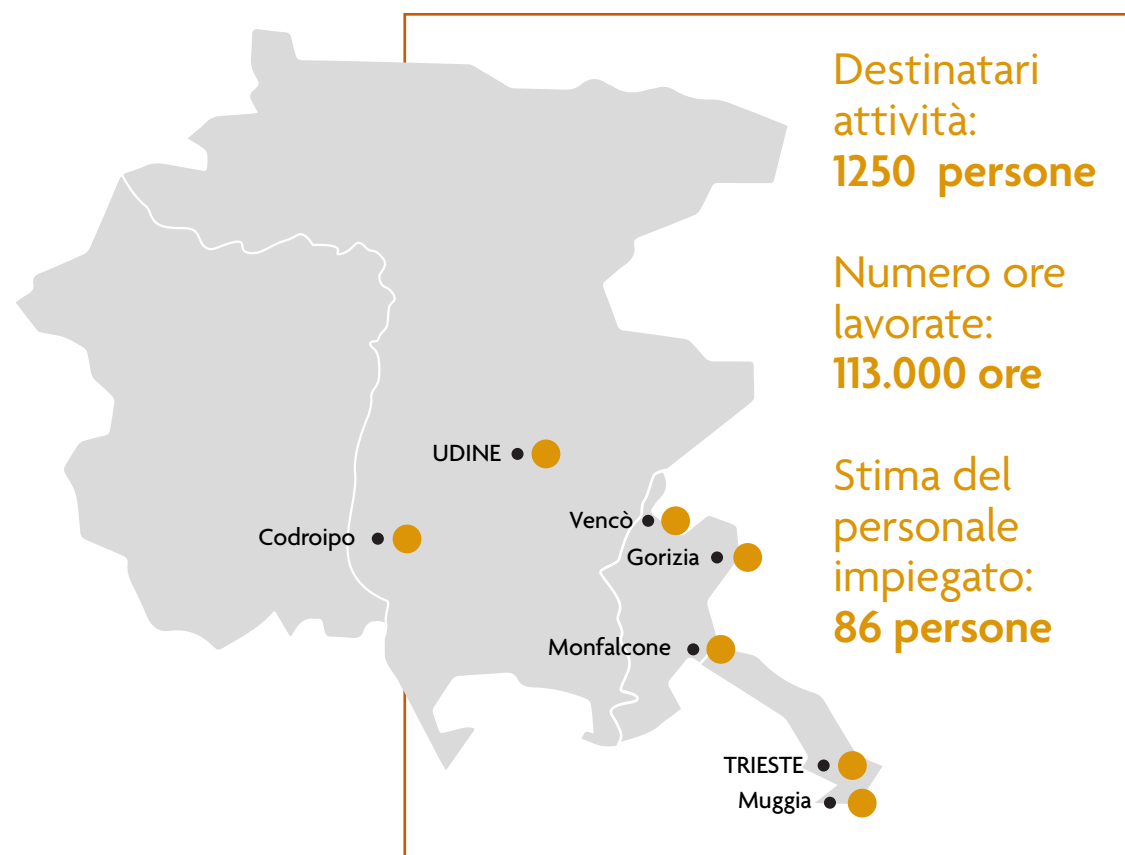 Destinatari
attività:
1250 persone
Numero ore
lavorate:
113.000 ore
Stima del
personale
impiegato:
86 persone
UDINE
Codroipo
Vencò
Gorizia
Monfalcone
TRIESTE
Muggia